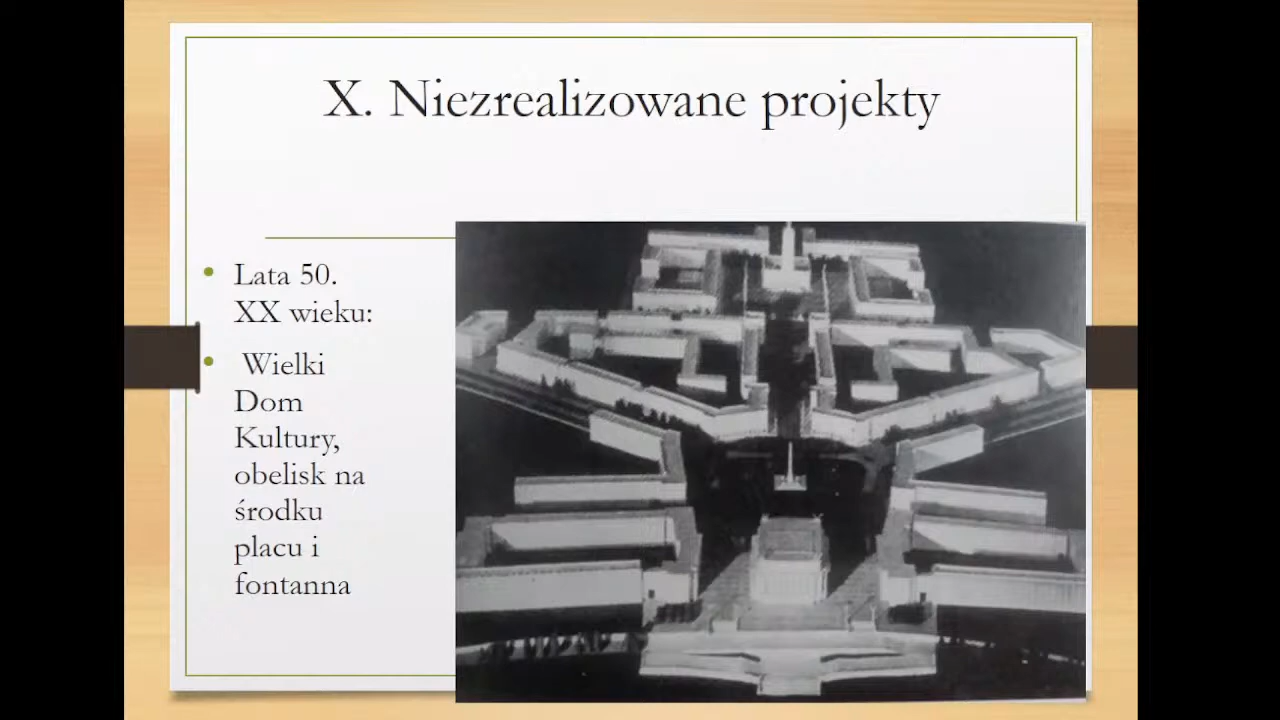 X. Niezrealizowane projekty
• Lata 50.
XX wieku:
• Wielki
Dom
Kultury,
obelisk na
środku
placu i
fontanna